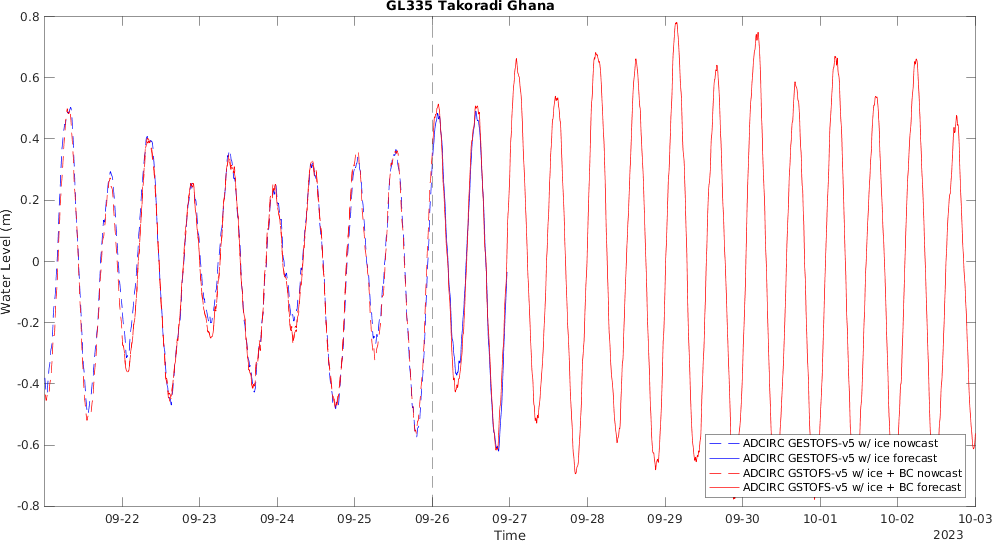 GL335 Takoradi Ghana
0.8
0.6
0.4
0.2
0
-0.2
-0.4
-0.6
-0.8
Water Level (m)
ADCIRC GESTOFS-v5 w/ ice nowcast
ADCIRC GESTOFS-v5 w/ ice forecast
ADCIRC GSTOFS-v5 w/ ice + BC nowcast
ADCIRC GSTOFS-v5 w/ ice + BC forecast
09-22 09-23 09-24 09-25 09-26 09-27 09-28 09-29 09-30 10-01 10-02 10-03
Time
2023